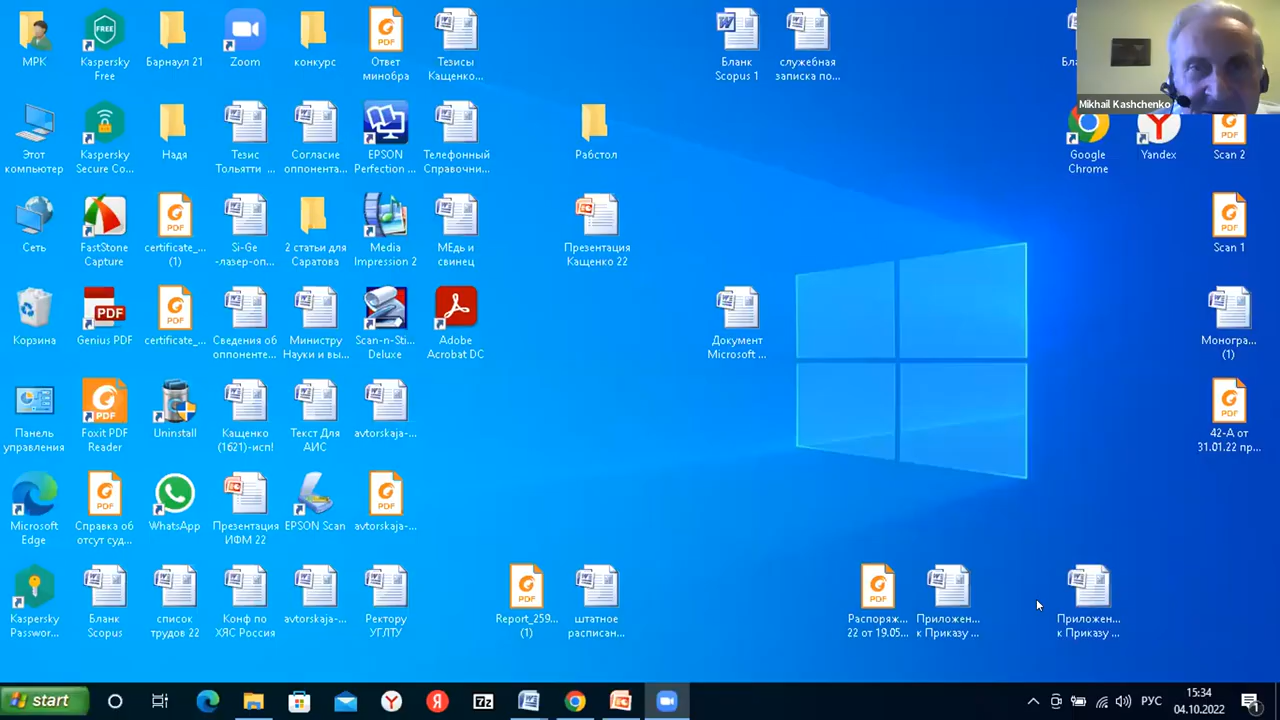 МРК
Kaspersky
Free
Барнаул 21
Zoom
конкурс
Ответ
минобра
Тезисы
Кащенко...
Бланк
Scopus 1
служебная
записка по...
Mikhail Kashchenko
Этот
компьютер
Kaspersky
Secure Co...
Надя
Тезис
Тольятти ...
Согласие
оппонента...
EPSON
Perfection ...
Телефонный
Справочни...
Рабстол
Google
Chrome
Yandex
Scan 2
Сеть
FastStone
Capture
certificate_...
(1)
Si-Ge
-лазер-оп...
2 статьи для
Саратова
Media
Impression 2
МЕдь и
свинец
Презентация
Кащенко 22
Scan 1
Корзина
Genius PDF
certificate_...
Сведения об
оппоненте...
Министру
Науки и вы...
Scan-n-Sti...
Deluxe
Adobe
Acrobat DC
Документ
Microsoft ...
Моногра...
(1)
Панель
управления
Foxit PDF
Reader
Uninstall
Кащенко
(1621)-исп!
Текст Для
АИС
avtorskaja-...
42-А от
31.01.22 пр...
Microsoft
Edge
Справка об
отсут суд...
WhatsApp
Презентация
ИФМ 22
EPSON Scan
avtorskaja-...
Kaspersky
Passwor...
Бланк
Scopus
список
трудов 22
Конф по
ХЯС Россия
avtorskaja-...
Ректору
УГЛТУ
Report_259...
(1)
штатное
расписан...
Распоряж...
22 от 19.05...
Приложен...
к Приказу ...
Приложен...
к Приказу ...
start
РУС
15:34
04.10.2022